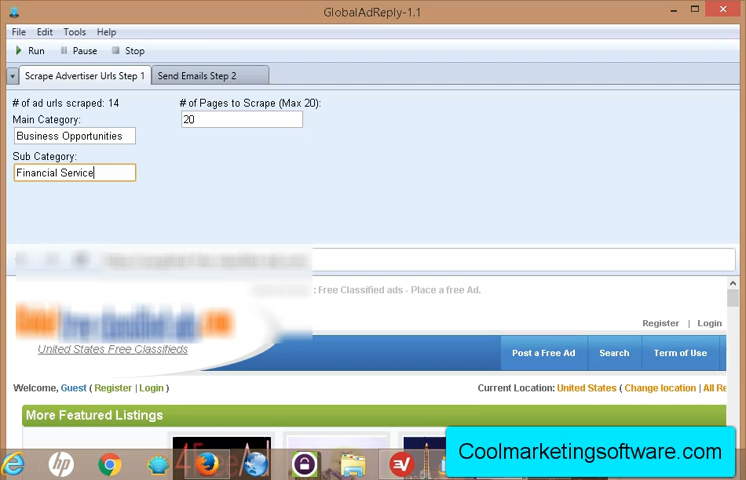 GlobalAdReply-1.1
File Edit Tools Help
Run Pause Stop
Scrape Advertiser Urls Step 1 Send Emails Step 2
# of ad urls scraped: 14 # of Pages to Scrape (Max 20):
Main Category: 20
Business Opportunities
Sub Category:
Financial Service
: Free Classified ads - Place a free Ad.
Register | Login
United States Free Classifieds
Post a Free Ad Search Term of Use
Welcome, Guest ( Register | Login ) Current Location: United States ( Change location | All Re
More Featured Listings
Coolmarketingsoftware.com